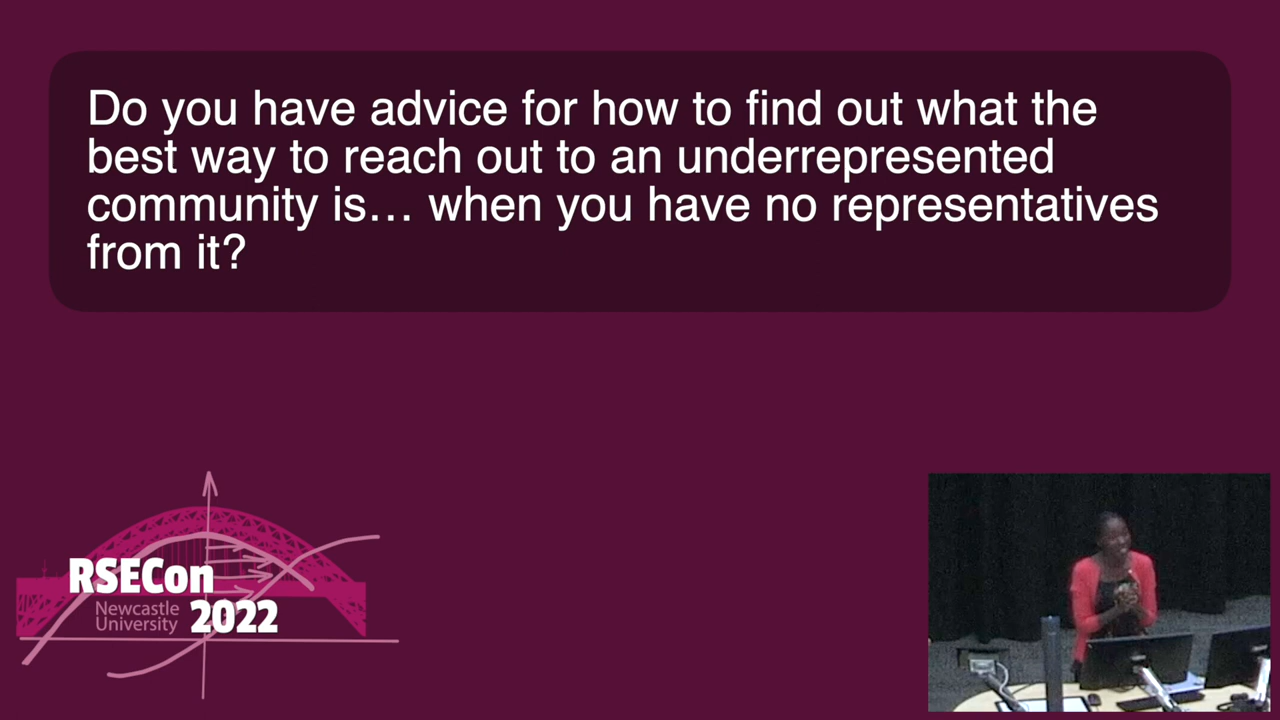 Do you have advice for how to find out what the
best way to reach out to an underrepresented
community is… when you have no representatives
from it?
RSECon
Newcastle
University
2022